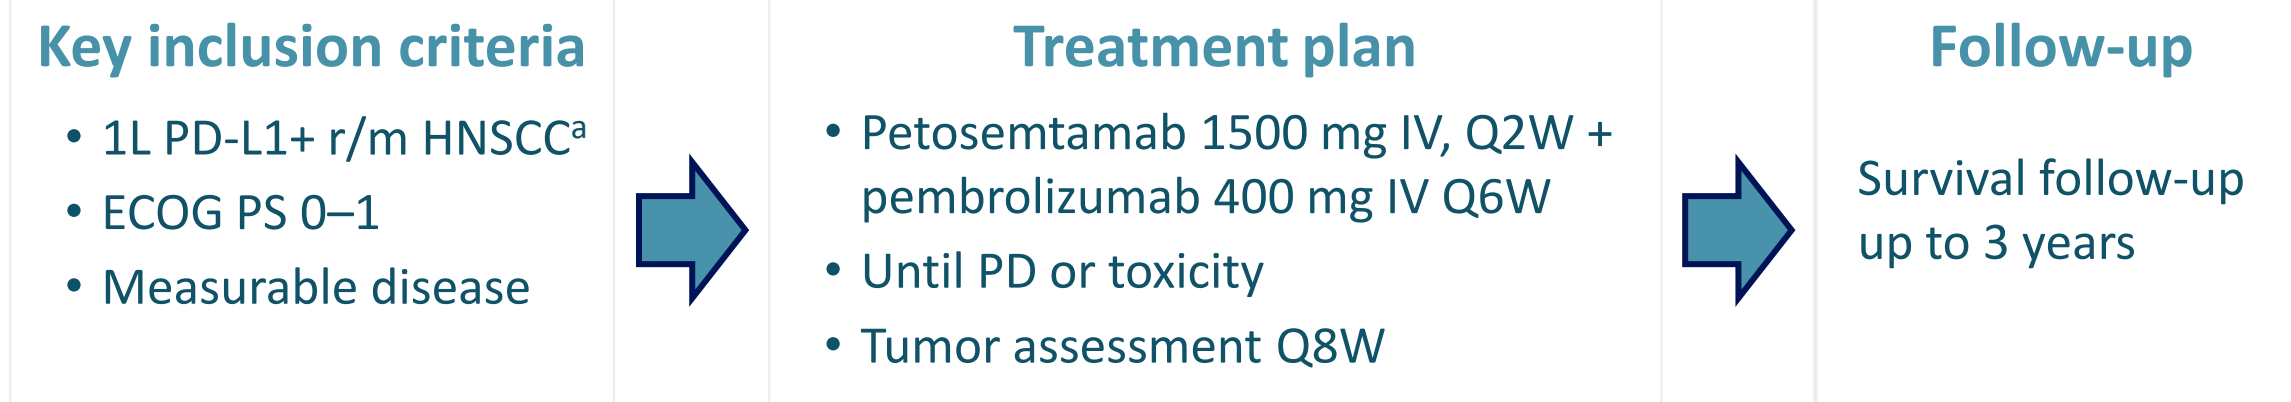 Key inclusion criteria
• 1L PD-L1+ r/m HNSCCᵃ
• ECOG PS 0–1
• Measurable disease
Treatment plan
• Petosemtamab 1500 mg IV, Q2W +
pembrolizumab 400 mg IV Q6W
• Until PD or toxicity
• Tumor assessment Q8W
Follow-up
Survival follow-up
up to 3 years